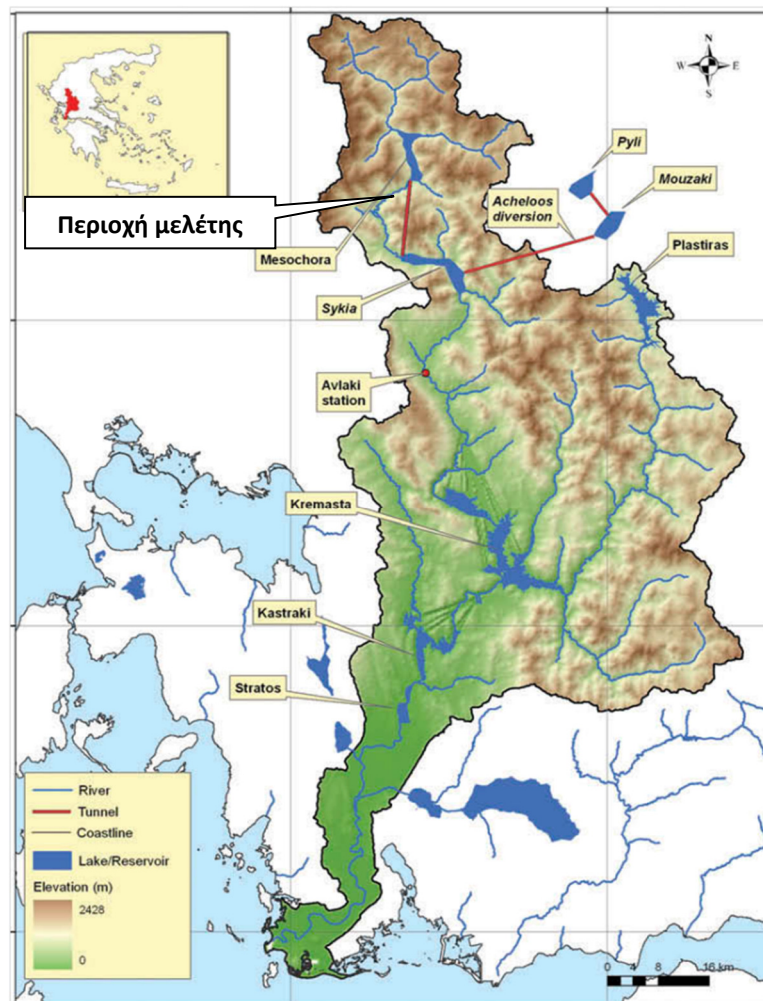 N
W
E
S
Pyli
Mouzaki
Acheloos
diversion
Περιοχή μελέτης
Mesochora
Plastiras
Sykia
Avlaki
station
Kremasta
Kastraki
Stratos
River
Tunnel
Coastline
Lake/Reservoir
Elevation (m)
2428
0
0 4 8 16 km